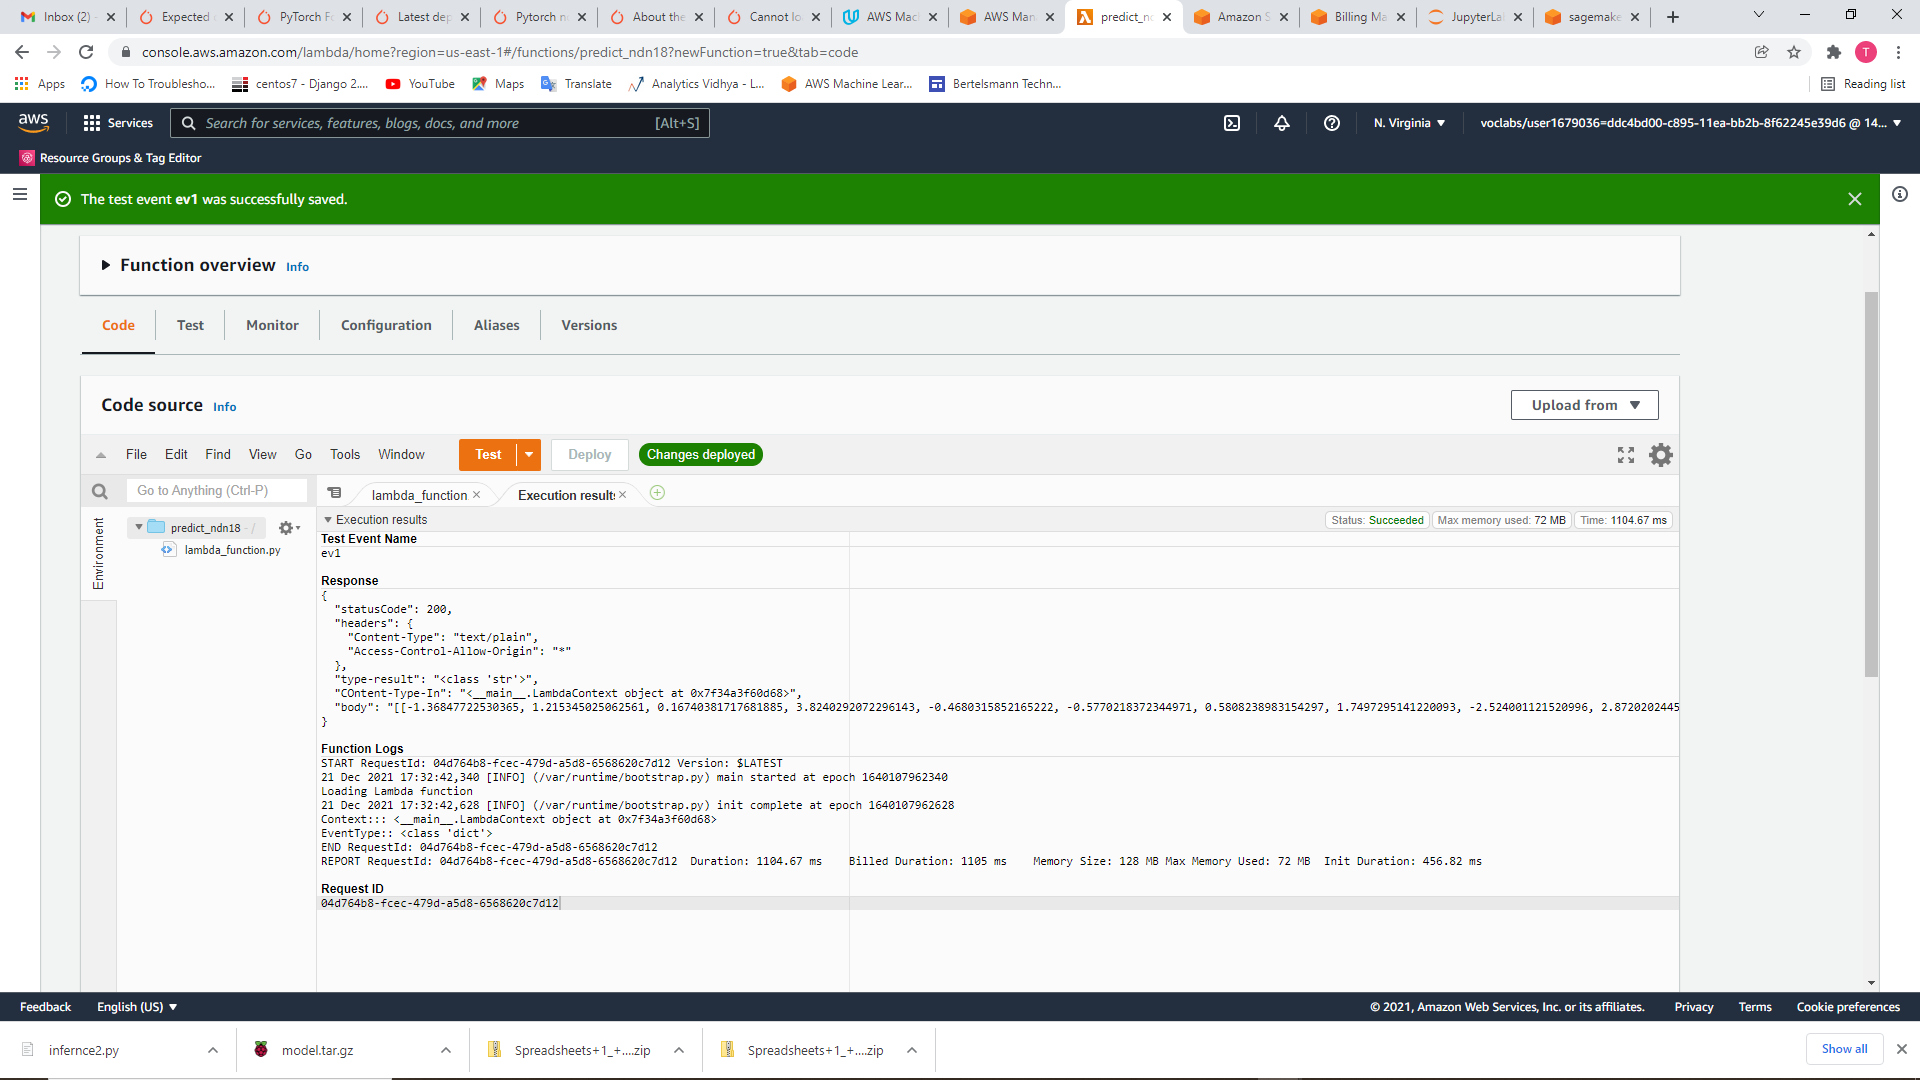 Inbox (2)
Expected
PyTorch Fo
Latest dep
Pytorch n
About the
Cannot lo
AWS Mac
AWS Man
predict_nd
Amazon S
Billing Ma
JupyterLa
sagemake
console.aws.amazon.com/lambda/home?region=us-east-1#/functions/predict_ndn18?newFunction=true&tab=code
T
Apps
How To Troublesho...
centos7 - Django 2....
YouTube
Maps
Translate
Analytics Vidhya - L...
AWS Machine Lear...
Bertelsmann Techn...
Reading list
aws
Services
Search for services, features, blogs, docs, and more
[Alt+S]
N. Virginia
voclabs/user1679036=ddc4bd00-c895-11ea-bb2b-8f62245e39d6 @ 14...
Resource Groups & Tag Editor
The test event ev1 was successfully saved.
Function overview Info
Code
Test
Monitor
Configuration
Aliases
Versions
Code source Info
Upload from
File
Edit
Find
View
Go
Tools
Window
Test
Deploy
Changes deployed
Go to Anything (Ctrl-P)
lambda_function
Execution result
Environment
predict_ndn18 - /
lambda_function.py
Execution results
Status: Succeeded
Max memory used: 72 MB
Time: 1104.67 ms
Test Event Name
ev1
Response
{
"statusCode": 200,
"headers": {
"Content-Type": "text/plain",
"Access-Control-Allow-Origin": "*"
},
"type-result": "<class 'str'>",
"COntent-Type-In": "<__main__.LambdaContext object at 0x7f34a3f60d68>",
"body": "[[-1.36847722530365, 1.215345025062561, 0.16740381717681885, 3.8240292072296143, -0.4680315852165222, -0.5770218372344971, 0.5808238983154297, 1.7497295141220093, -2.524001121520996, 2.8720202445
}
Function Logs
START RequestId: 04d764b8-fcec-479d-a5d8-6568620c7d12 Version: $LATEST
21 Dec 2021 17:32:42,340 [INFO] (/var/runtime/bootstrap.py) main started at epoch 1640107962340
Loading Lambda function
21 Dec 2021 17:32:42,628 [INFO] (/var/runtime/bootstrap.py) init complete at epoch 1640107962628
Context::: <__main__.LambdaContext object at 0x7f34a3f60d68>
EventType:: <class 'dict'>
END RequestId: 04d764b8-fcec-479d-a5d8-6568620c7d12
REPORT RequestId: 04d764b8-fcec-479d-a5d8-6568620c7d12 Duration: 1104.67 ms Billed Duration: 1105 ms Memory Size: 128 MB Max Memory Used: 72 MB Init Duration: 456.82 ms
Request ID
04d764b8-fcec-479d-a5d8-6568620c7d12
Feedback
English (US)
© 2021, Amazon Web Services, Inc. or its affiliates.
Privacy
Terms
Cookie preferences
infernce2.py
model.tar.gz
Spreadsheets+1_+....zip
Spreadsheets+1_+....zip
Show all